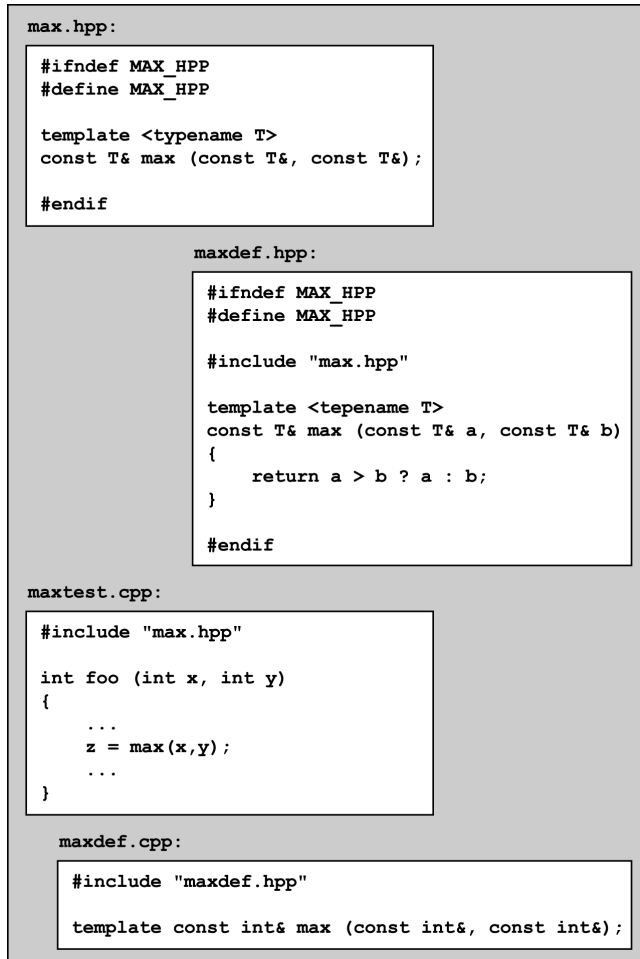 max.hpp:
#ifndef MAX_HPP
#define MAX_HPP
template <typename T>
const T& max (const T&, const T&);
#endif
maxdef.hpp:
#ifndef MAX_HPP
#define MAX_HPP
#include "max.hpp"
template <tepename T>
const T& max (const T& a, const T& b)
{
return a > b ? a : b;
}
#endif
maxtest.cpp:
#include "max.hpp"
int foo (int x, int y)
{
...
z = max(x,y);
...
}
maxdef.cpp:
#include "maxdef.hpp"
template const int& max (const int&, const int&);